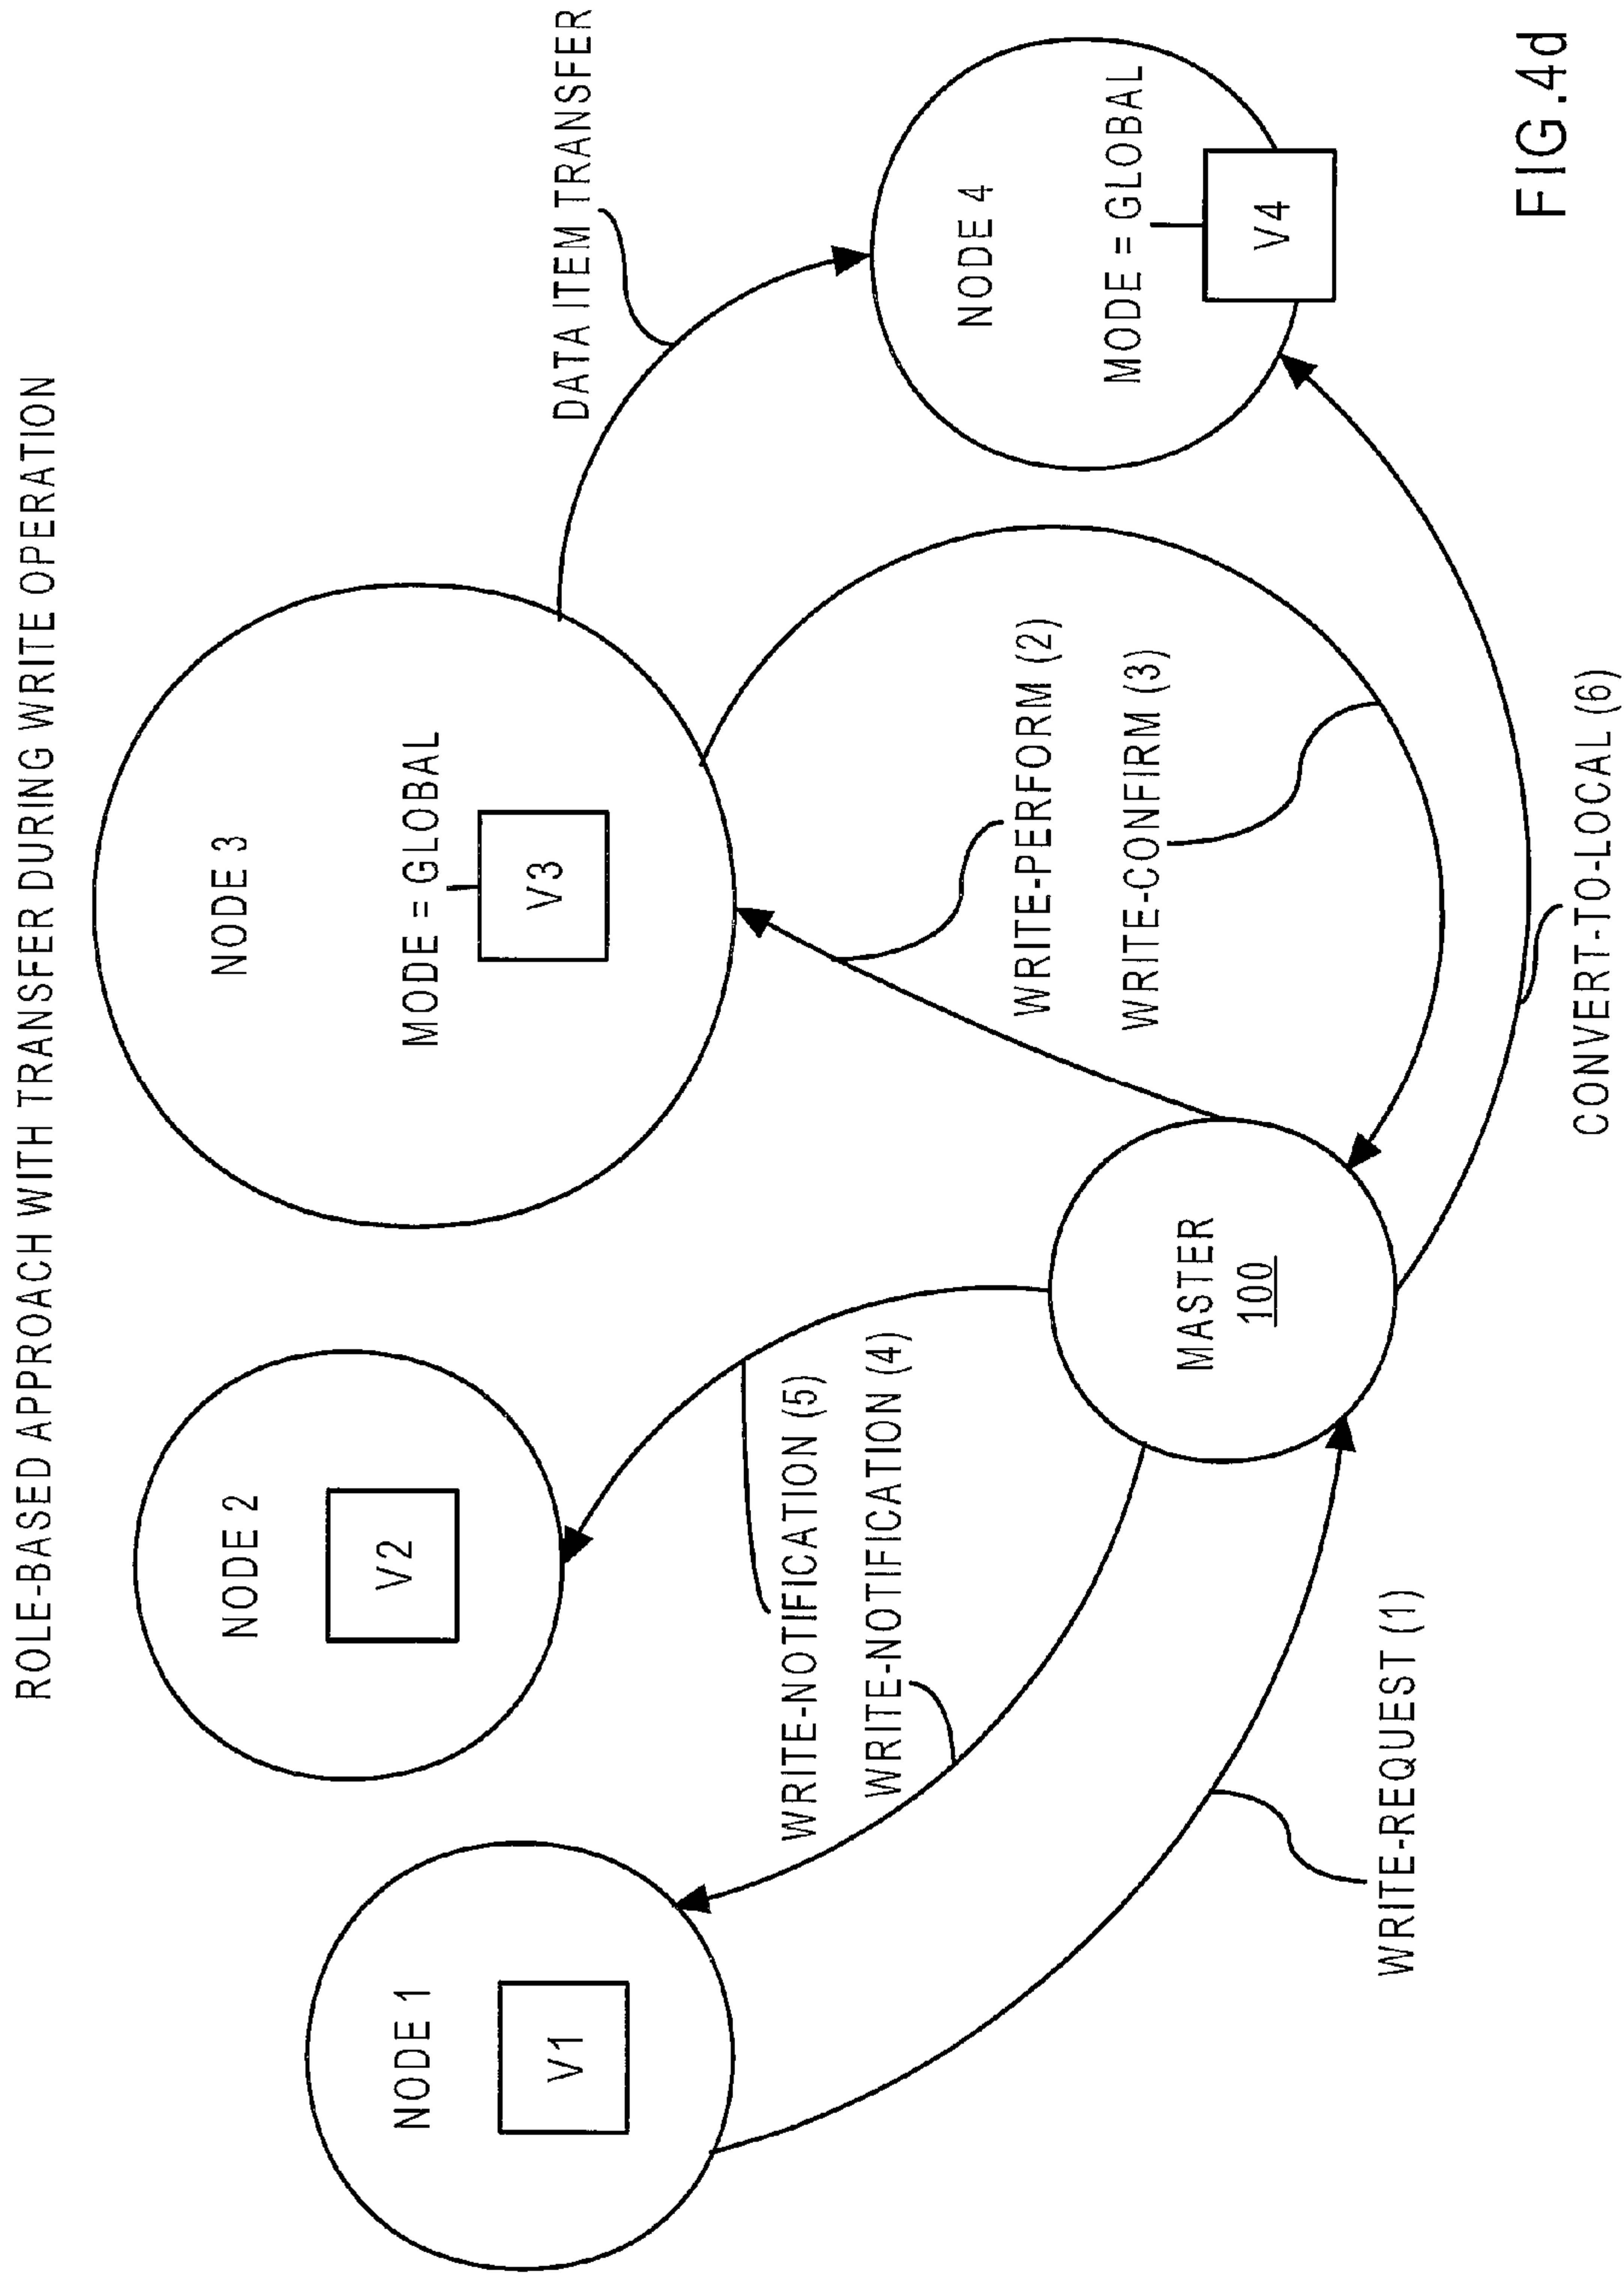 ROLE-BASED APPROACH WITH TRANSFER DURING WRITE OPERATION
NODE 1
V1
NODE 2
V2
NODE 3
MODE = GLOBAL
V3
DATA ITEM TRANSFER
NODE 4
MODE = GLOBAL
V4
WRITE-NOTIFICATION (5)
WRITE-NOTIFICATION (4)
WRITE-PERFORM (2)
WRITE-CONFIRM (3)
MASTER
100
WRITE-REQUEST (1)
CONVERT-TO-LOCAL (6)
FIG.4d